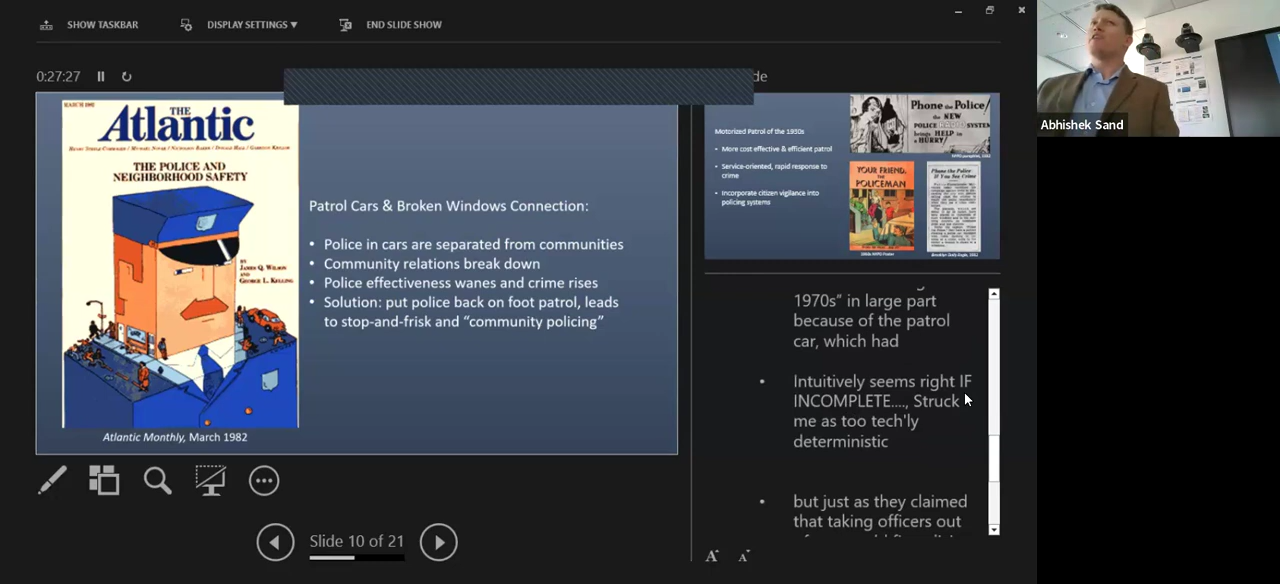 SHOW TASKBAR
DISPLAY SETTINGS ▼
END SLIDE SHOW
0:27:27
de
MARCH 1982
THE
Atlantic
THE POLICE AND
NEIGHBORHOOD SAFETY
BY
JAMES Q. WILSON
AND
GEORGE L. KELLING
Atlantic Monthly, March 1982
Patrol Cars & Broken Windows Connection:
• Police in cars are separated from communities
• Community relations break down
• Police effectiveness wanes and crime rises
• Solution: put police back on foot patrol, leads
to stop-and-frisk and “community policing”
Motorized Patrol of the 1930s
• More cost effective & efficient patrol
• Service-oriented, rapid response to
crime
• Incorporate citizen vigilance into
policing systems
Phone the Police/
the NEW
POLICE RADIO SYSTEM
brings HELP in
a HURRY!
YOUR FRIEND,
THE
POLICEMAN
Phone the Police
If You See Crime
1970s” in large part
because of the patrol
car, which had
• Intuitively seems right IF
INCOMPLETE...., Struck
me as too tech'ly
deterministic
• but just as they claimed
that taking officers out
Slide 10 of 21
A A
Abhishek Sand